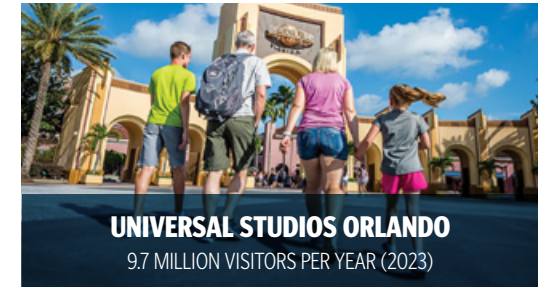 UNIVERSAL STUDIOS ORLANDO
9.7 MILLION VISITORS PER YEAR (2023)